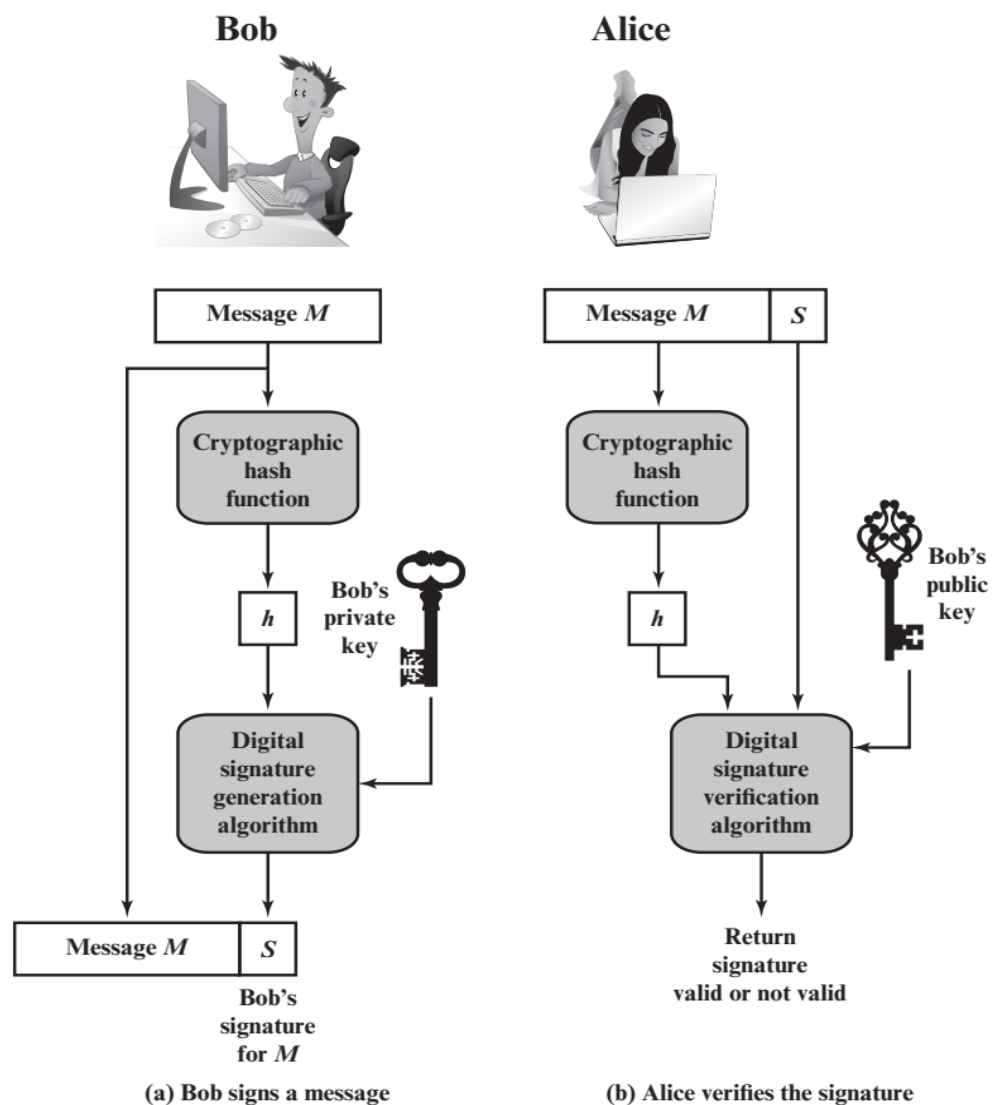 Bob
Message M
Cryptographic
hash
function
h
Bob's
private
key
Digital
signature
generation
algorithm
Message M
S
Bob's
signature
for M
(a) Bob signs a message
Alice
Message M
S
Cryptographic
hash
function
h
Bob's
public
key
Digital
signature
verification
algorithm
Return
signature
valid or not valid
(b) Alice verifies the signature